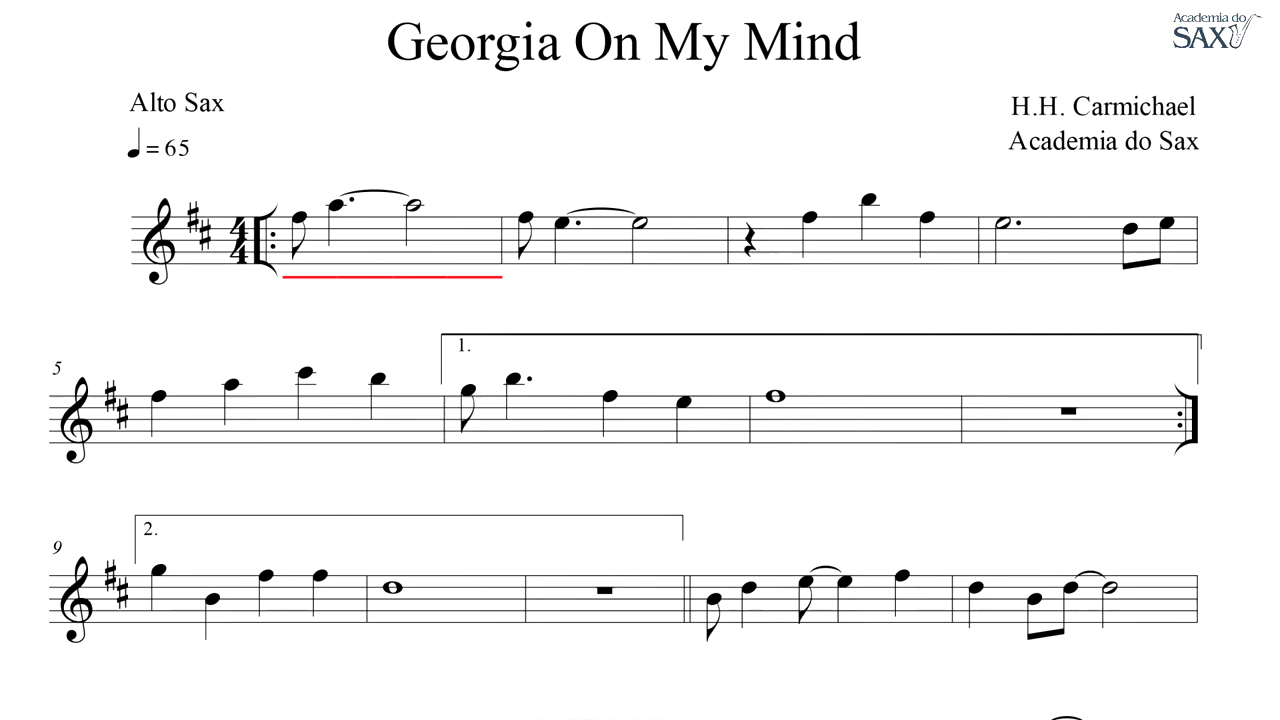 Georgia On My Mind
Academia do
SAX
Alto Sax
H.H. Carmichael
= 65
Academia do Sax
4
4
5
1.
9
2.